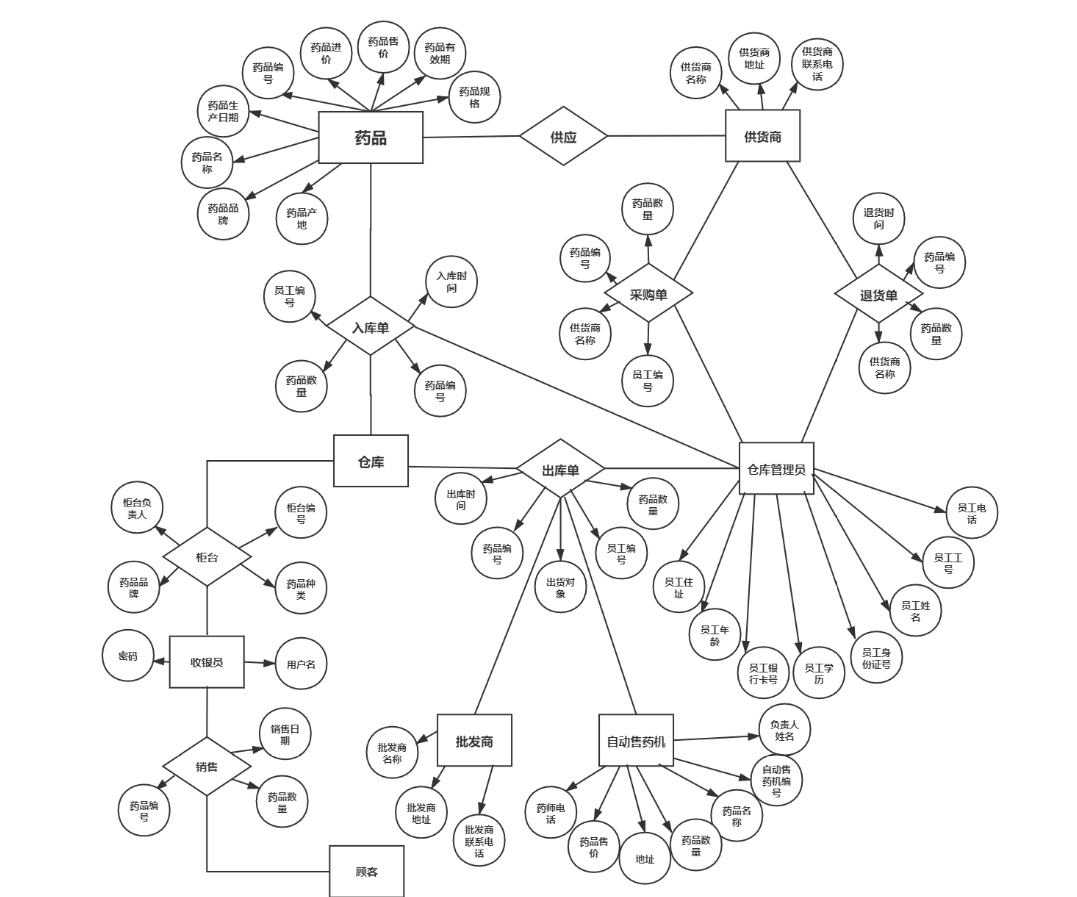 药品编
号
药品进
价
药品售
价
药品有
效期
药品规
格
药品生
产日期
药品名
称
药品品
牌
药品产
地
药品
供应
供货商
名称
供货商
地址
供货商
联系电
话
供货商
药品数
量
药品编
号
供货商
名称
员工编
号
采购单
退货时
间
药品编
号
药品数
量
供货商
名称
退货单
员工编
号
入库时
间
入库单
药品数
量
药品编
号
仓库
出库单
仓库管理员
出库时
间
药品编
号
出货对
象
员工编
号
药品数
量
员工电
话
员工工
号
员工姓
名
员工身
份证号
员工学
历
员工银
行卡号
员工年
龄
员工住
址
柜台负
责人
柜台编
号
柜台
药品品
牌
药品种
类
密码
收银员
用户名
销售日
期
销售
药品编
号
药品数
量
顾客
批发商
批发商
名称
批发商
地址
批发商
联系电
话
自动售药机
负责人
姓名
自动售
药机编
号
药品名
称
药品数
量
地址
药品售
价
药师电
话